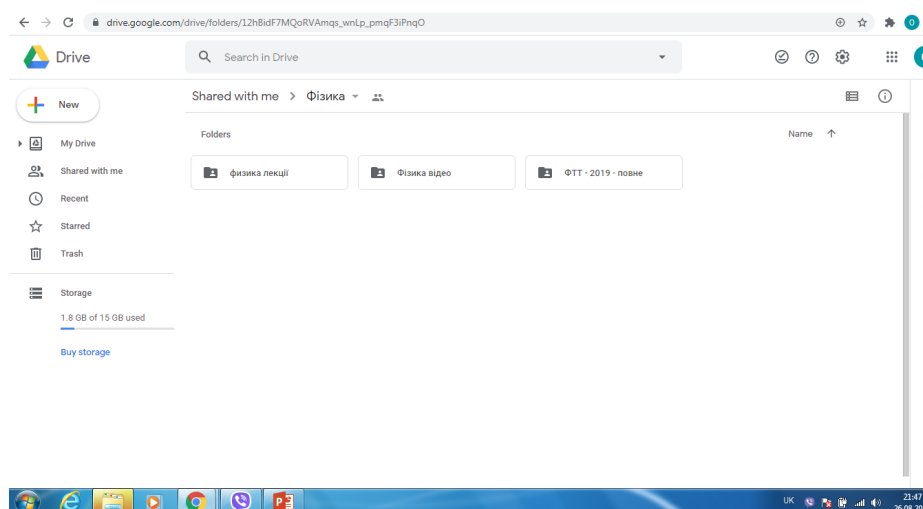 drive.google.com/drive/folders/12hBidF7MQoRVAmqs_wnLp_pmqF3iPnqO
Drive
Search in Drive
New
Shared with me > Фізика
Folders
Name
My Drive
физика лекції
Фізика відео
ФТТ - 2019 - повне
Shared with me
Recent
Starred
Trash
Storage
1.8 GB of 15 GB used
Buy storage
UK
21:47